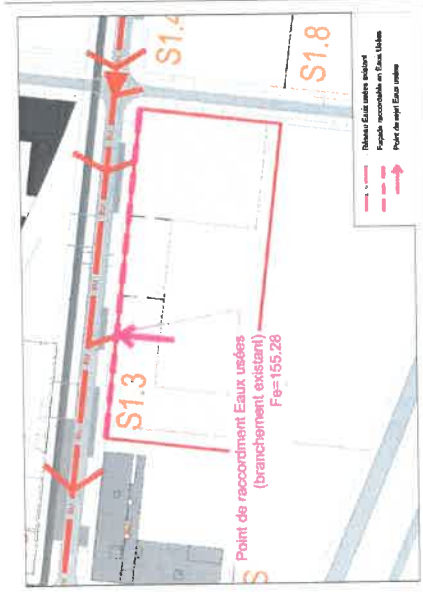 S1.4
S1.8
S1.3
Point de raccordment Eaux usées
(branchement existant)
Fe=155.28
S
Réseau Eaux usées existant
Façade raccordable en Eaux Usées
Point de rejet Eaux usées